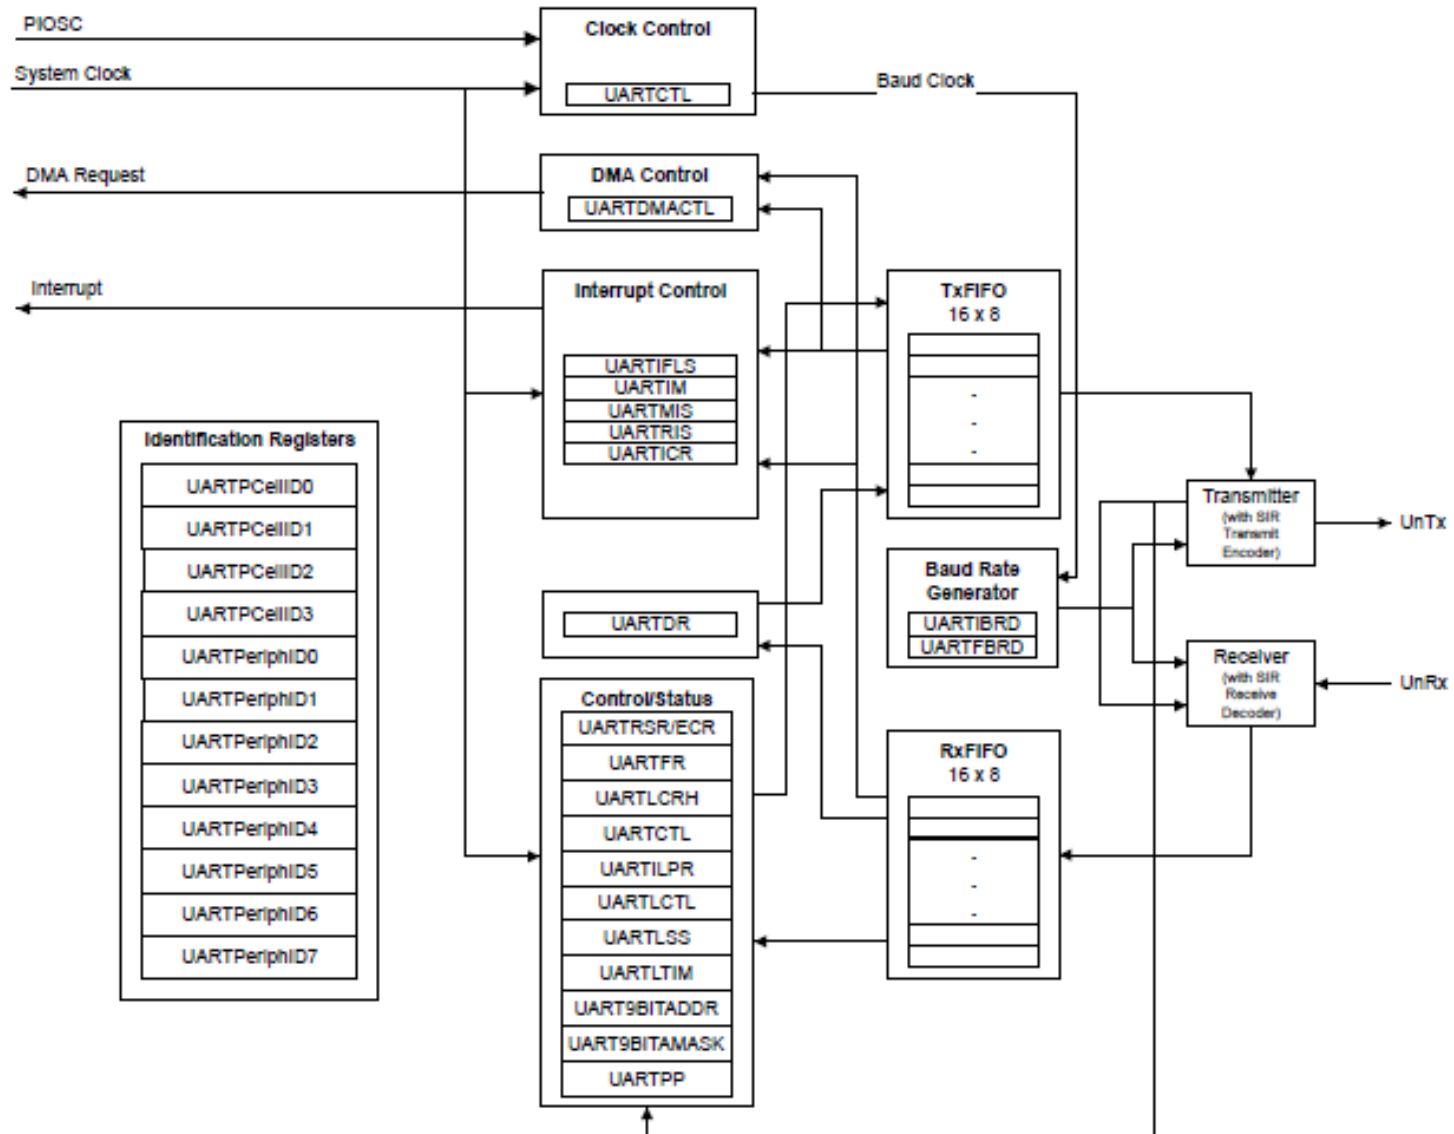 PIOSC
System Clock
Clock Control
UARTCTL
Baud Clock
DMA Request
DMA Control
UARTDMACTL
Interrupt
Interrupt Control
UARTIFLS
UARTIM
UARTMIS
UARTRIS
UARTICR
TxFIFO
16 x 8
-
-
-
Identification Registers
UARTPCellID0
UARTPCellID1
UARTPCellID2
UARTPCellID3
UARTPeriphID0
UARTPeriphID1
UARTPeriphID2
UARTPeriphID3
UARTPeriphID4
UARTPeriphID5
UARTPeriphID6
UARTPeriphID7
Transmitter
(with SIR
Transmit
Encoder)
UnTx
Baud Rate
Generator
UARTIBRD
UARTFBRD
UARTDR
Receiver
(with SIR
Receive
Decoder)
UnRx
Control/Status
UARTRSR/ECR
UARTFR
UARTLCRH
UARTCTL
UARTILPR
UARTLCTL
UARTLSS
UARTLTIM
UART9BITADDR
UART9BITAMASK
UARTPP
RxFIFO
16 x 8
-
-
-